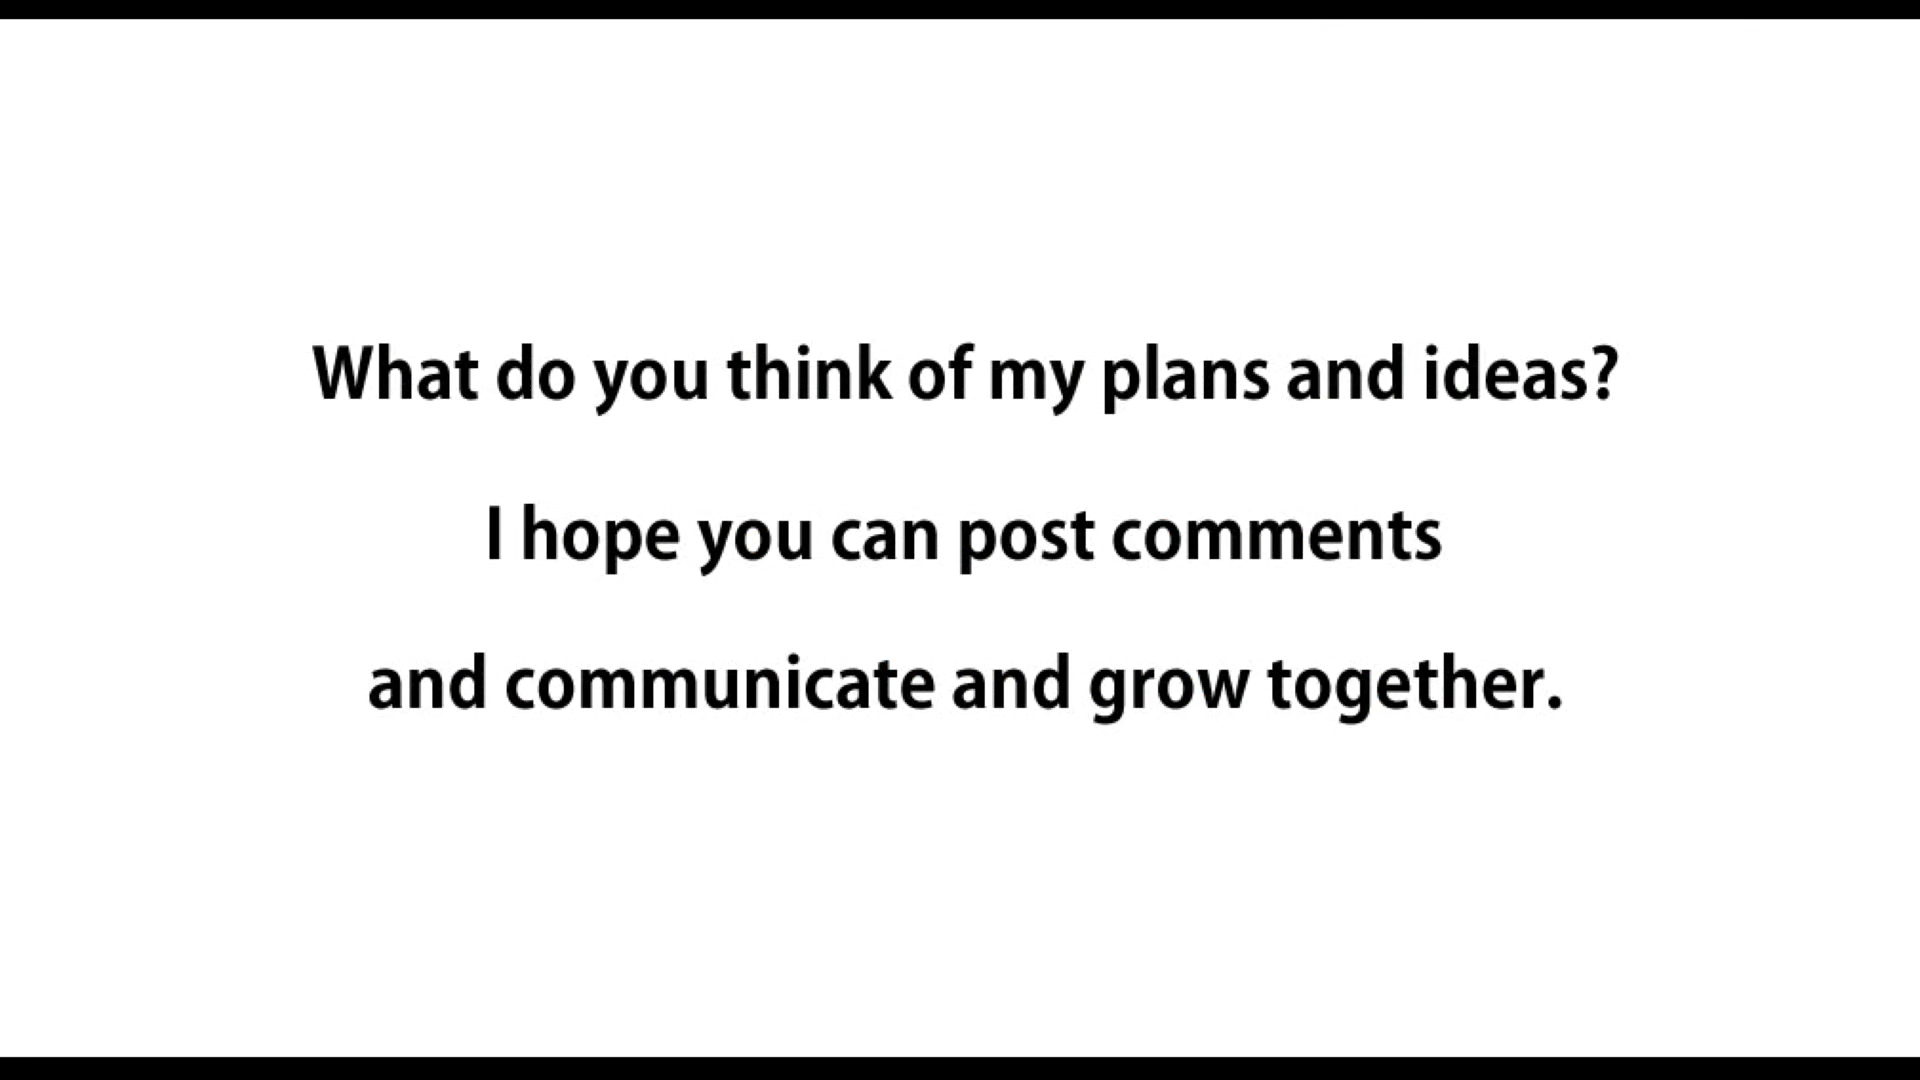 What do you think of my plans and ideas?
I hope you can post comments
and communicate and grow together.